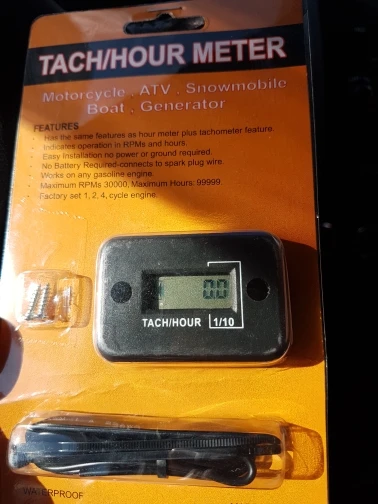 TACH/HOUR METER
Motorcycle . ATV . Snowmobile
Boat . Generator
FEATURES
- Has the same features as hour meter plus tachometer feature.
- Indicates operation in RPMs and hours.
- Easy Installation no power or ground required.
- No Battery Required-connects to spark plug wire.
- Works on any gasoline engine.
- Maximum RPMs 30000, Maximum Hours: 99999.
- Factory set 1, 2, 4, cycle engine.
0.0
TACH/HOUR 1/10
WATERPROOF